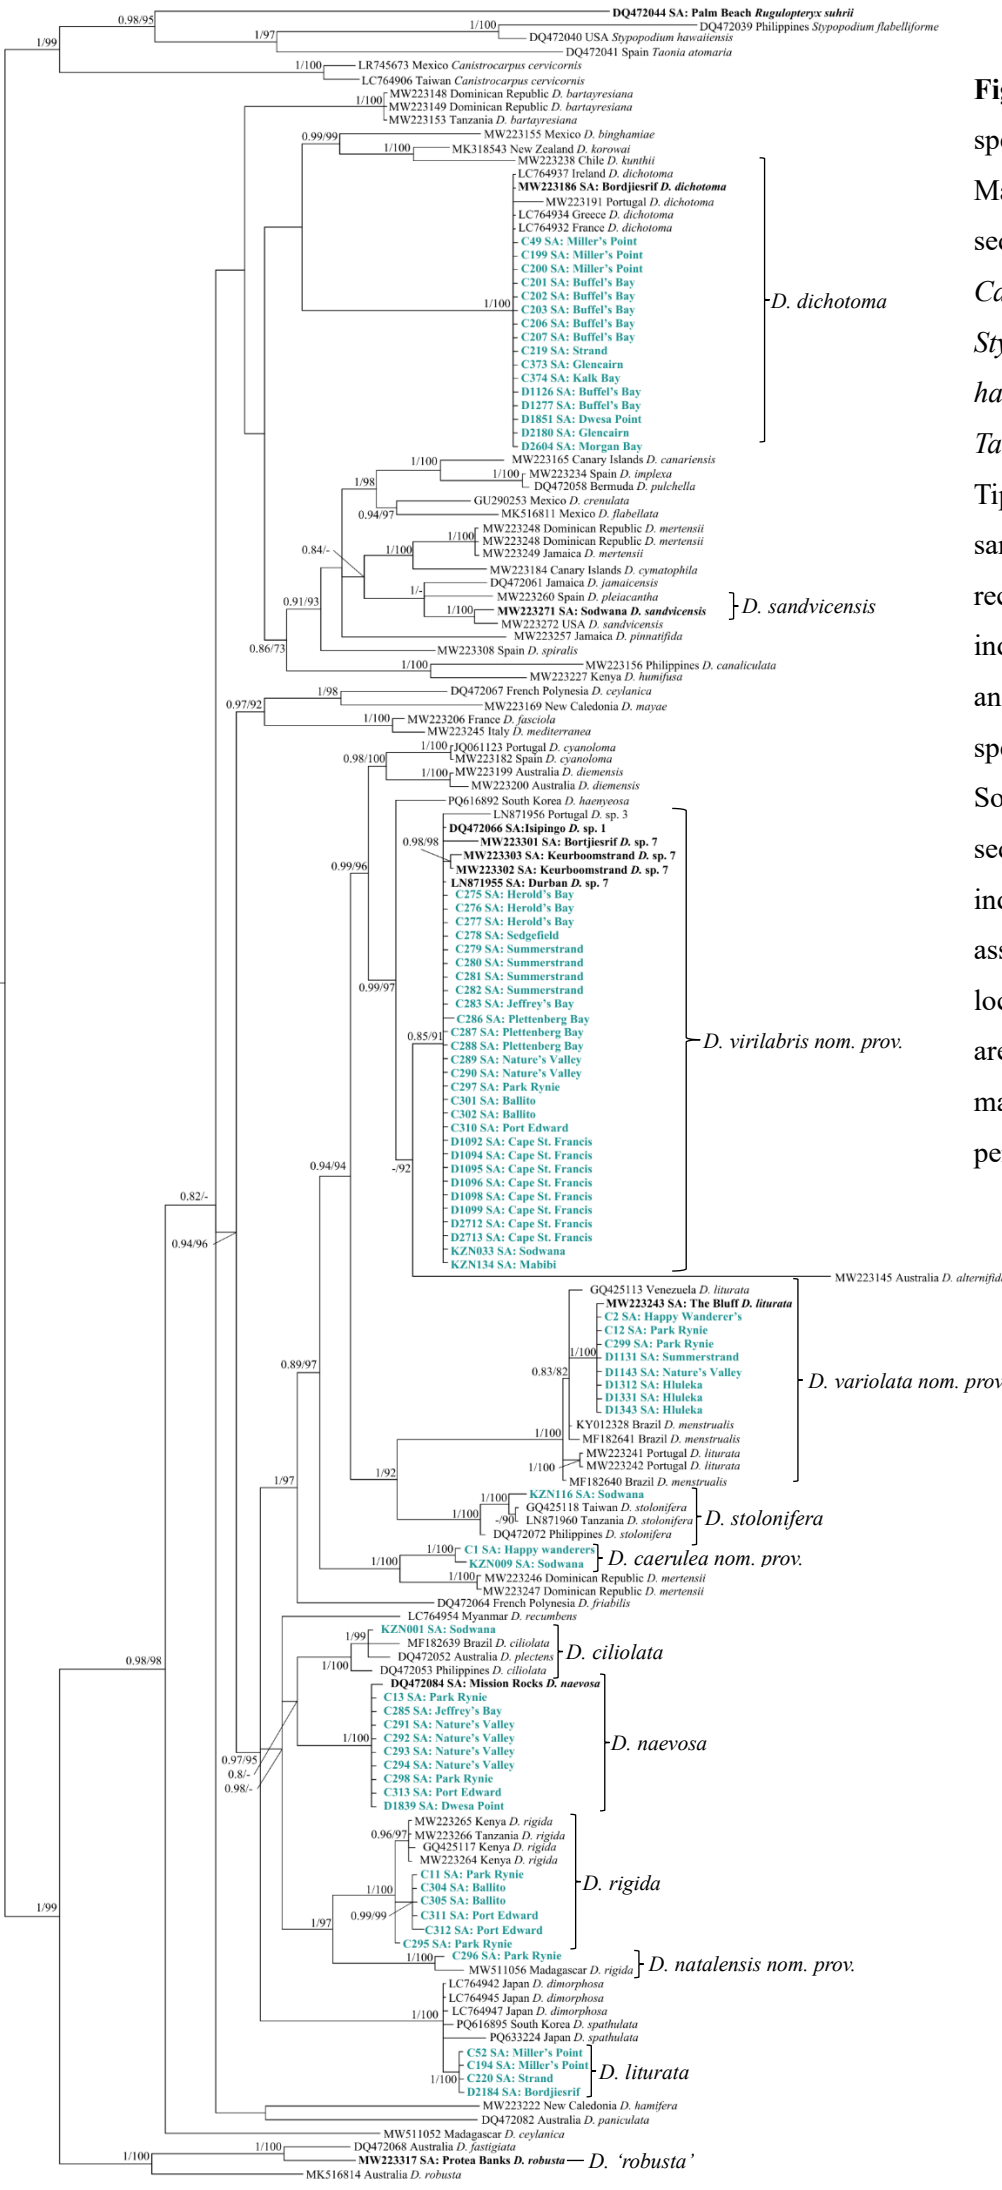 0.98/95
DQ472044 SA: Palm Beach Rugulopteryx suhrii
1/99
1/100
DQ472039 Philippines Stypopodium flabelliforme
1/97
DQ472040 USA Stypopodium hawaiiensis
DQ472041 Spain Taonia atomaria
1/100
LR745673 Mexico Canistrocarpus cervicornis
LC764906 Taiwan Canistrocarpus cervicornis
1/100
MW223148 Dominican Republic D. bartayresiana
MW223149 Dominican Republic D. bartayresiana
MW223153 Tanzania D. bartayresiana
0.99/99
MW223155 Mexico D. binghamiae
1/100
MK318543 New Zealand D. korowai
MW223238 Chile D. kunthii
LC764937 Ireland D. dichotoma
MW223186 SA: Bordjiesrif D. dichotoma
MW223191 Portugal D. dichotoma
LC764934 Greece D. dichotoma
LC764932 France D. dichotoma
C49 SA: Miller's Point
C199 SA: Miller's Point
C200 SA: Miller's Point
C201 SA: Buffel's Bay
C202 SA: Buffel's Bay
1/100
C203 SA: Buffel's Bay
D. dichotoma
C206 SA: Buffel's Bay
C207 SA: Buffel's Bay
C219 SA: Strand
C373 SA: Glencairn
C374 SA: Kalk Bay
D1126 SA: Buffel's Bay
D1277 SA: Buffel's Bay
D1851 SA: Dwesa Point
D2180 SA: Glencairn
D2604 SA: Morgan Bay
1/100
MW223165 Canary Islands D. canariensis
1/98
1/100
MW223234 Spain D. implexa
DQ472058 Bermuda D. pulchella
0.94/97
GU290253 Mexico D. crenulata
MK516811 Mexico D. flabellata
0.84/-
1/100
1/100
MW223248 Dominican Republic D. mertensii
MW223248 Dominican Republic D. mertensii
MW223249 Jamaica D. mertensii
MW223184 Canary Islands D. cymatophila
1/-
DQ472061 Jamaica D. jamaicensis
MW223260 Spain D. pleiacantha
0.91/93
1/100
MW223271 SA: Sodwana D. sandvicensis
D. sandvicensis
MW223272 USA D. sandvicensis
MW223257 Jamaica D. pinnatifida
0.86/73
MW223308 Spain D. spiralis
1/100
MW223156 Philippines D. canaliculata
MW223227 Kenya D. humifusa
0.97/92
1/98
DQ472067 French Polynesia D. ceylanica
MW223169 New Caledonia D. mayae
1/100
MW223206 France D. fasciola
MW223245 Italy D. mediterranea
0.98/100
1/100
JQ061123 Portugal D. cyanoloma
MW223182 Spain D. cyanoloma
1/100
MW223199 Australia D. diemensis
MW223200 Australia D. diemensis
PQ616892 South Korea D. haenyeosa
LN871956 Portugal D. sp. 3
DQ472066 SA:Isipingo D. sp. 1
0.98/98
MW223301 SA: Bortjiesrif D. sp. 7
MW223303 SA: Keurboomstrand D. sp. 7
0.99/96
MW223302 SA: Keurboomstrand D. sp. 7
LN871955 SA: Durban D. sp. 7
C275 SA: Herold's Bay
C276 SA: Herold's Bay
C277 SA: Herold's Bay
C278 SA: Sedgefield
C279 SA: Summerstrand
C280 SA: Summerstrand
C281 SA: Summerstrand
0.99/97
C282 SA: Summerstrand
C283 SA: Jeffrey's Bay
C286 SA: Plettenberg Bay
C287 SA: Plettenberg Bay
0.85/91
C288 SA: Plettenberg Bay
D. virilabris nom. prov.
C289 SA: Nature's Valley
C290 SA: Nature's Valley
C297 SA: Park Rynie
C301 SA: Ballito
C302 SA: Ballito
C310 SA: Port Edward
D1092 SA: Cape St. Francis
D1094 SA: Cape St. Francis
0.94/94
-/92
D1095 SA: Cape St. Francis
D1096 SA: Cape St. Francis
D1098 SA: Cape St. Francis
0.82/-
D1099 SA: Cape St. Francis
D2712 SA: Cape St. Francis
0.94/96
D2713 SA: Cape St. Francis
KZN033 SA: Sodwana
KZN134 SA: Mabibi
MW223145 Australia D. alternifida
GQ425113 Venezuela D. liturata
MW223243 SA: The Bluff D. liturata
C2 SA: Happy Wanderer's
C12 SA: Park Rynie
C299 SA: Park Rynie
1/100
D1131 SA: Summerstrand
0.89/97
0.83/82
D1143 SA: Nature's Valley
D. variolata nom. prov
D1312 SA: Hluleka
D1331 SA: Hluleka
D1343 SA: Hluleka
KY012328 Brazil D. menstrualis
1/100
MF182641 Brazil D. menstrualis
MW223241 Portugal D. liturata
1/100
MW223242 Portugal D. liturata
1/97
1/92
MF182640 Brazil D. menstrualis
1/100
KZN116 SA: Sodwana
1/100
GQ425118 Taiwan D. stolonifera
-/90
LN871960 Tanzania D. stolonifera
D. stolonifera
DQ472072 Philippines D. stolonifera
1/100
C1 SA: Happy wanderers
1/100
KZN009 SA: Sodwana
D. caerulea nom. prov.
1/100
MW223246 Dominican Republic D. mertensii
MW223247 Dominican Republic D. mertensii
DQ472064 French Polynesia D. friabilis
LC764954 Myanmar D. recumbens
KZN001 SA: Sodwana
1/99
MF182639 Brazil D. ciliolata
D. ciliolata
DQ472052 Australia D. plectens
0.98/98
1/100
DQ472053 Philippines D. ciliolata
DQ472084 SA: Mission Rocks D. naevosa
C13 SA: Park Rynie
C285 SA: Jeffrey's Bay
C291 SA: Nature's Valley
1/100
C292 SA: Nature's Valley
D. naevosa
C293 SA: Nature's Valley
0.97/95
C294 SA: Nature's Valley
0.8/-
C298 SA: Park Rynie
0.98/-
C313 SA: Port Edward
D1839 SA: Dwesa Point
MW223265 Kenya D. rigida
0.96/97
MW223266 Tanzania D. rigida
GQ425117 Kenya D. rigida
MW223264 Kenya D. rigida
C11 SA: Park Rynie
D. rigida
1/100
C304 SA: Ballito
C305 SA: Ballito
1/99
0.99/99
C311 SA: Port Edward
1/97
C312 SA: Port Edward
C295 SA: Park Rynie
1/100
C296 SA: Park Rynie
D. natalensis nom. prov.
MW511056 Madagascar D. rigida
LC764942 Japan D. dimorphosa
LC764945 Japan D. dimorphosa
1/100
LC764947 Japan D. dimorphosa
PQ616895 South Korea D. spathulata
PQ633224 Japan D. spathulata
C52 SA: Miller's Point
C194 SA: Miller's Point
D. liturata
1/100
C220 SA: Strand
D2184 SA: Bordjiesrif
MW223222 New Caledonia D. hamifera
DQ472082 Australia D. paniculata
MW511052 Madagascar D. ceylanica
1/100
1/100
DQ472068 Australia D. fastigiata
MW223317 SA: Protea Banks D. robusta
D. 'robusta'
MK516814 Australia D. robusta
Fig
spe
Ma
sec
Ca
Sty
ha
Ta
Tip
sar
rec
inc
an
spe
So
sec
inc
ass
loc
are
ma
pe